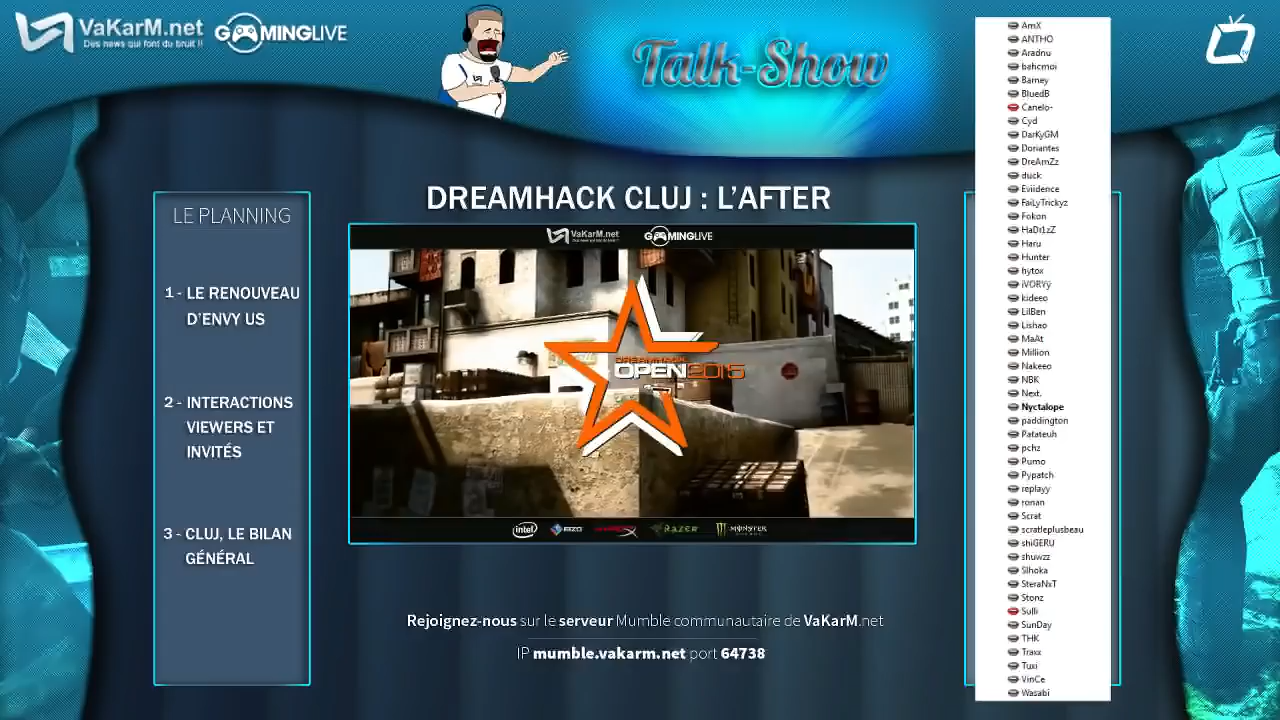 VaKarM.net
Des news qui font du bruit !!
GAMINGLIVE
Talk-Show
DREAMHACK CLUJ : L'AFTER
LE PLANNING
1 - LE RENOUVEAU
D'ENVY US
2 - INTERACTIONS
VIEWERS ET
INVITÉS
3 - CLUJ, LE BILAN
GÉNÉRAL
VaKarM.net
GAMINGLIVE
DREAMHACK
OPEN2015
intel
RAZER
MONSTER
Rejoignez-nous sur le serveur Mumble communautaire de VaKarM.net
IP mumble.vakarm.net port 64738
AmX
ANTHO
Aradnu
bahcmoi
Barney
BluedB
Canelo-
Cyd
DarKyGM
Doriantes
DreAmZz
duck
Eviidence
FaiLyTrickyz
Fokon
HaDr1zZ
Haru
Hunter
hytox
iVORYy
kideeo
LilBen
Lishao
MaAt
Million
Nakeeo
NBK
Next.
Nyctalope
paddington
Patateuh
pchz
Pumo
Pypatch
replayy
ronan
Scrat
scratleplusbeau
shiGERU
shuwzz
Slhoka
SteraNxT
Stonz
Sulli
SunDay
THK
Traxx
Tuxi
VinCe
Wasabi